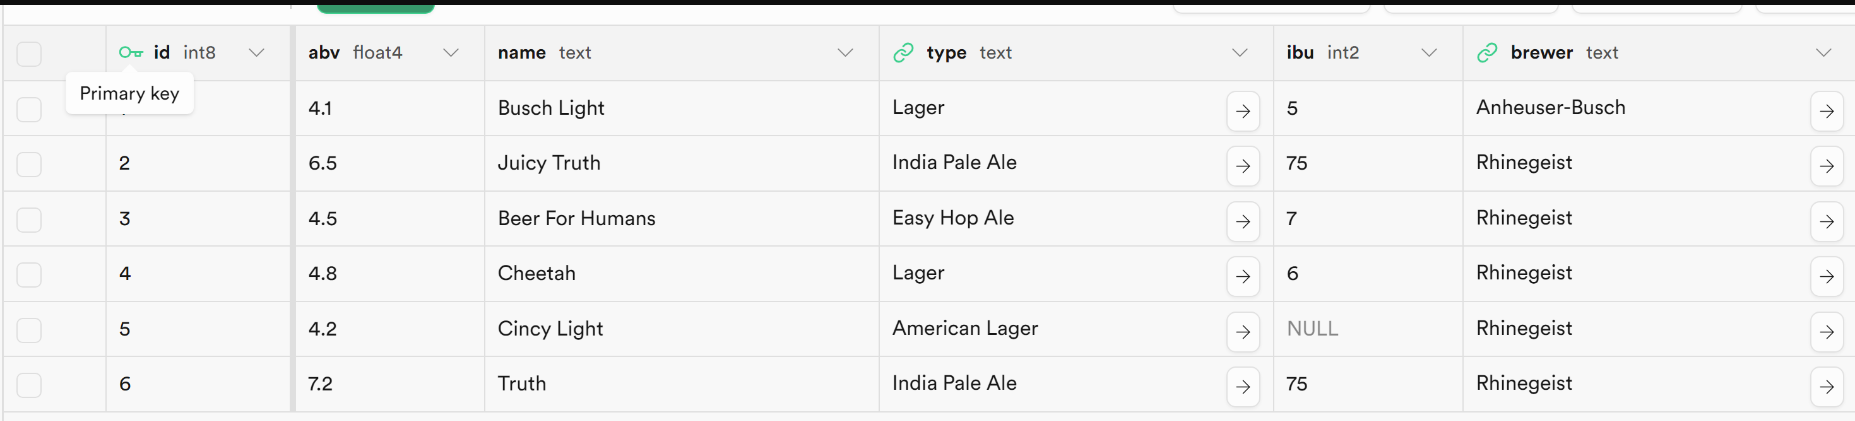 id int8 abv float4 name text type text ibu int2 brewer text
Primary key
4.1 Busch Light Lager 5 Anheuser-Busch
2 6.5 Juicy Truth India Pale Ale 75 Rhinegeist
3 4.5 Beer For Humans Easy Hop Ale 7 Rhinegeist
4 4.8 Cheetah Lager 6 Rhinegeist
5 4.2 Cincy Light American Lager NULL Rhinegeist
6 7.2 Truth India Pale Ale 75 Rhinegeist